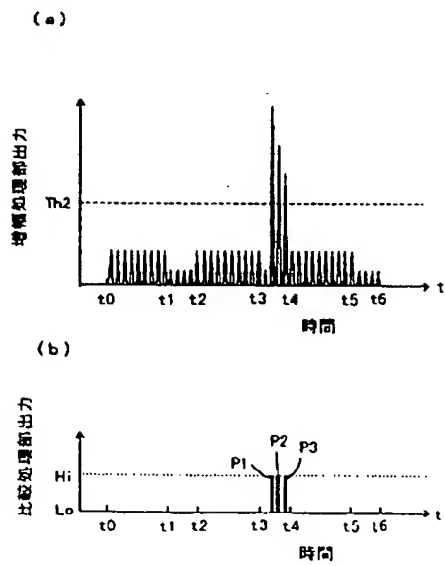 (a)
増幅処理部出力
Th2
t0 t1 t2 t3 t4 t5 t6
t
時間
(b)
比較処理部出力
P1 P2 P3
Hi
Lo
t0 t1 t2 t3 t4 t5 t6
t
時間